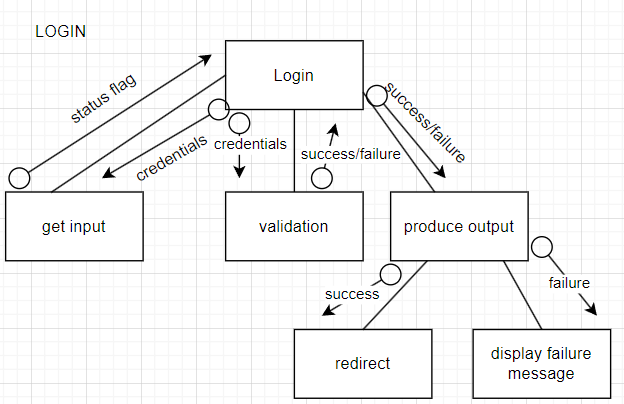 LOGIN
Login
status flag
credentials
credentials
success/failure
success/failure
get input
validation
produce output
success
failure
redirect
display failure
message